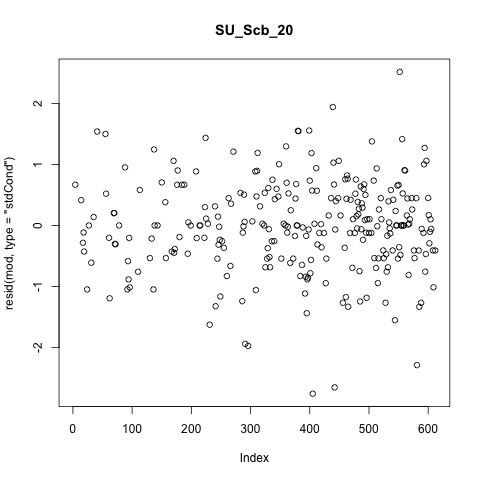 SU_Scb_20
resid(mod, type = "stdCond")
2
1
0
-1
-2
0 100 200 300 400 500 600
Index